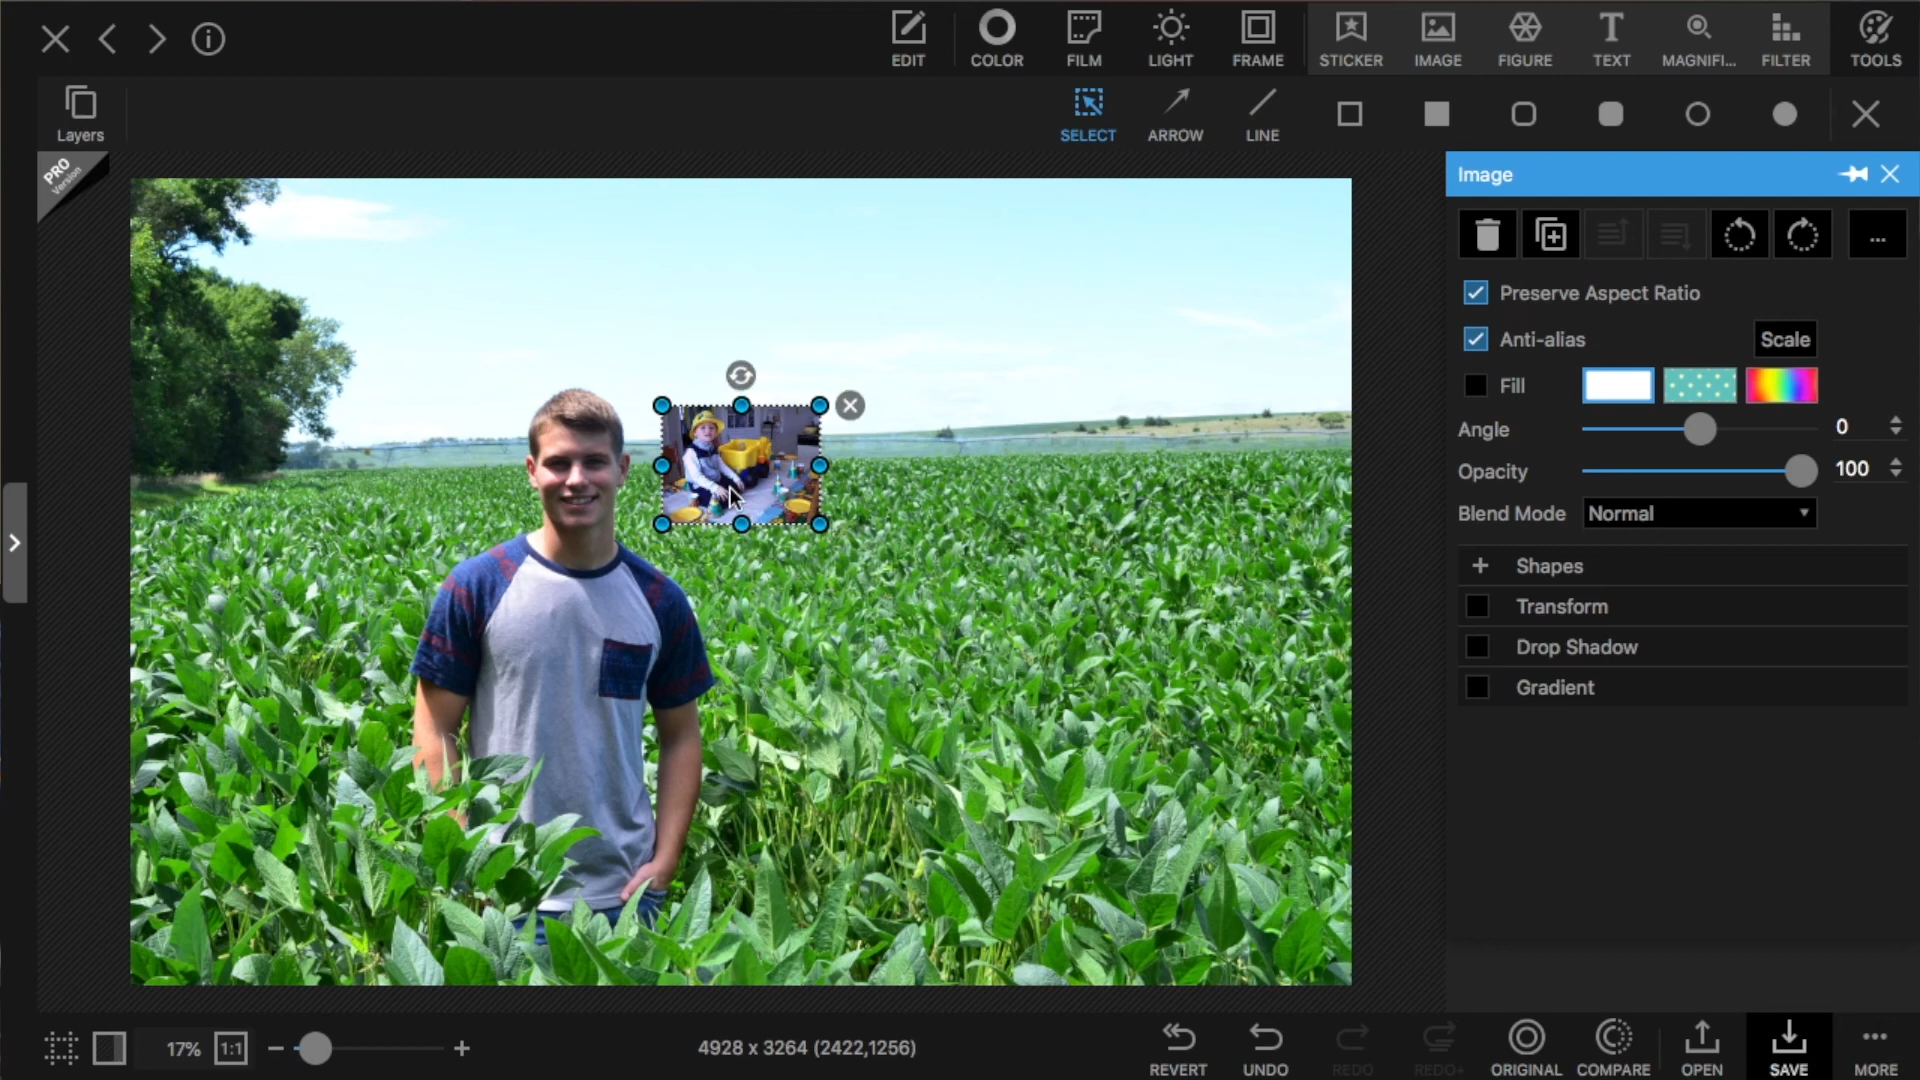 EDIT
COLOR
FILM
LIGHT
FRAME
STICKER
IMAGE
FIGURE
TEXT
MAGNIFI...
FILTER
TOOLS
Layers
SELECT
ARROW
LINE
PRO
Version
Image
...
Preserve Aspect Ratio
Anti-alias
Scale
Fill
Angle
0
Opacity
100
Blend Mode
Normal
Shapes
Transform
Drop Shadow
Gradient
17%
1:1
4928 x 3264 (2422,1256)
REVERT
UNDO
REDO
REDO+
ORIGINAL
COMPARE
OPEN
SAVE
MORE